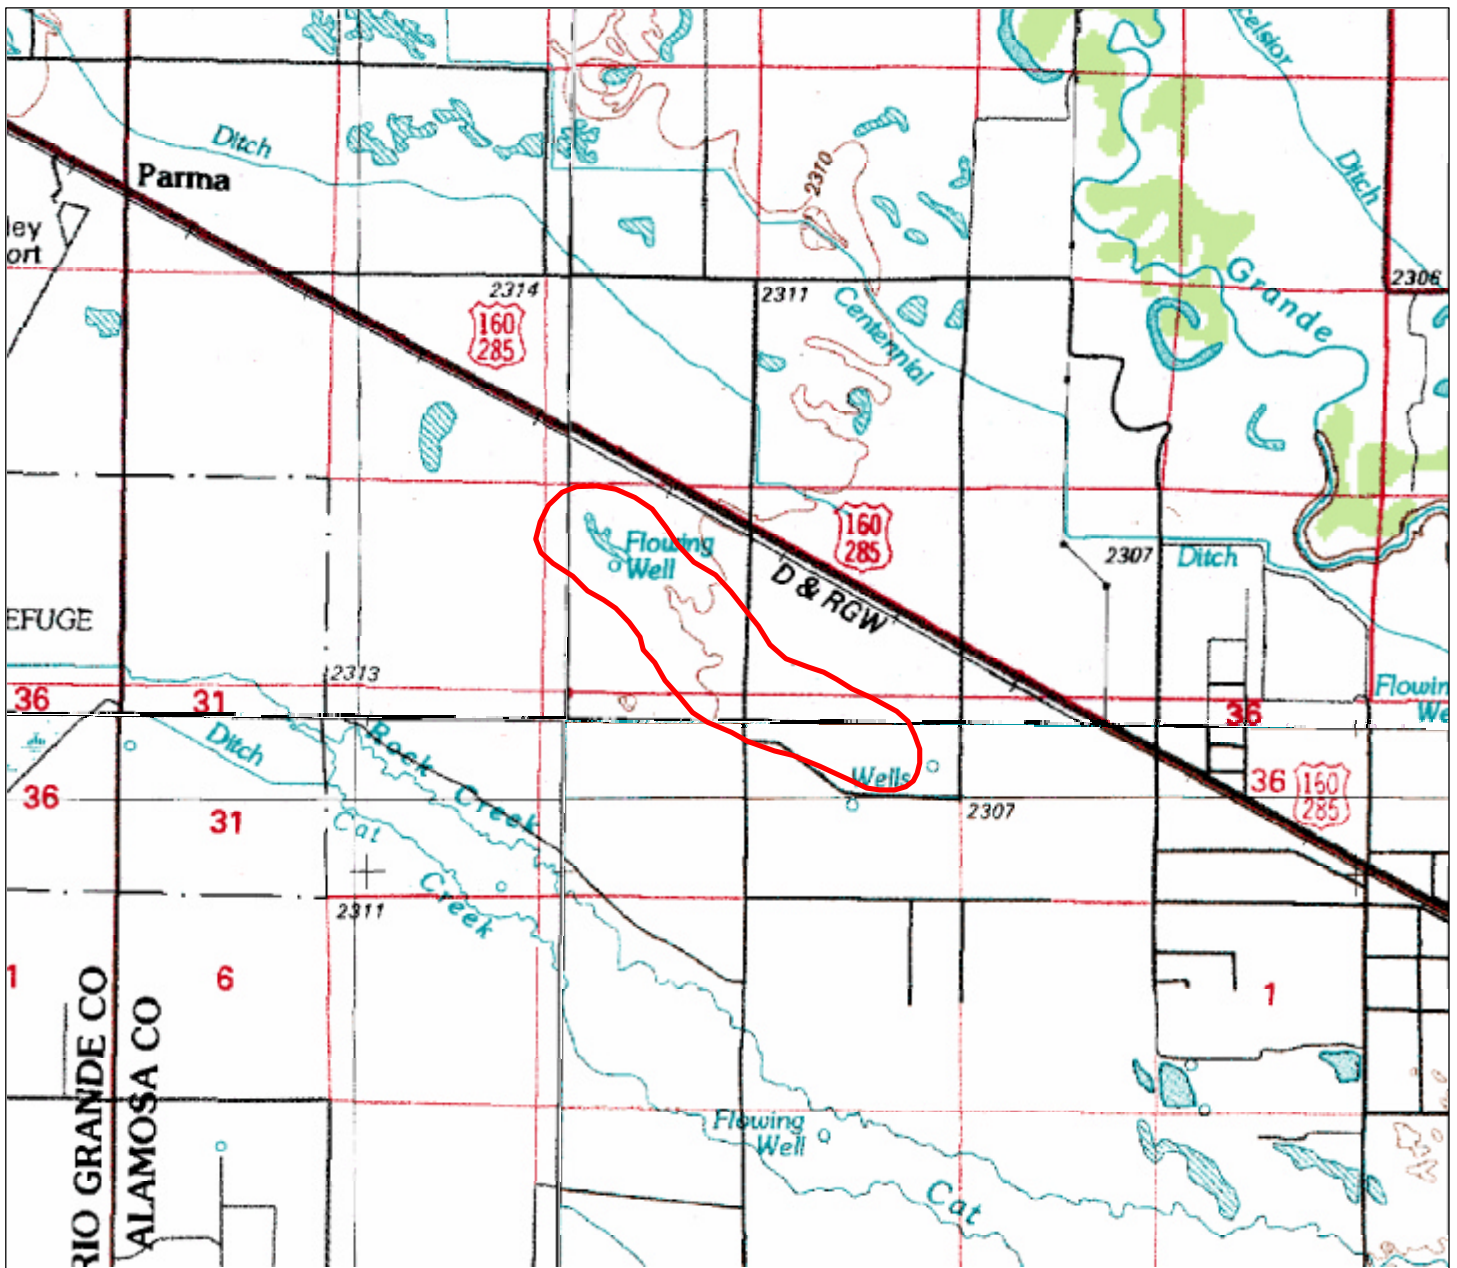 celsior
Ditch
Ditch
Parma
2310
ley
ort
Grande
2306
2314
2311
Centennial
160
285
160
285
Flowing
Well
2307
Ditch
D & RGW
EFUGE
2313
36
31
Flowin
We
36
Rock Creek
Ditch
Wells
36
160
285
36
31
Cat
Creek
2307
2311
1
6
1
RIO GRANDE CO
ALAMOSA CO
Flowing
Well
Cat